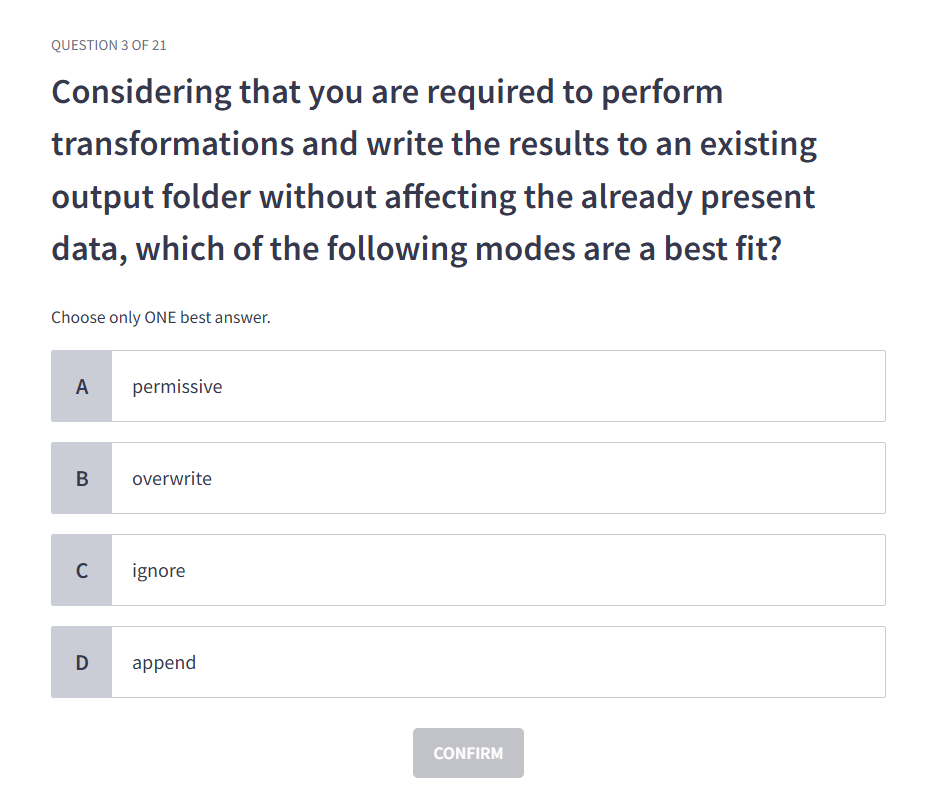 QUESTION 3 OF 21
Considering that you are required to perform
transformations and write the results to an existing
output folder without affecting the already present
data, which of the following modes are a best fit?
Choose only ONE best answer.
A permissive
B overwrite
C ignore
D append
CONFIRM